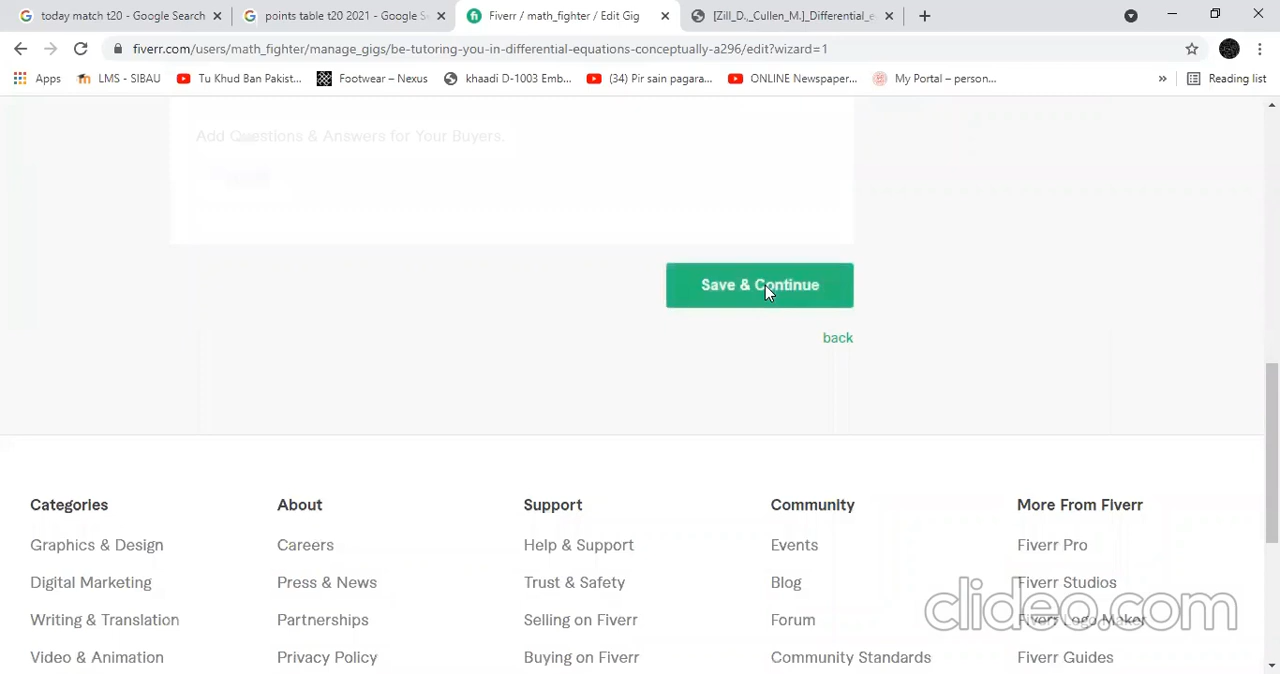 today match t20 - Google Search
points table t20 2021 - Google S
Fiverr / math_fighter / Edit Gig
[Zill_D.,_Cullen_M.]_Differential_e
fiverr.com/users/math_fighter/manage_gigs/be-tutoring-you-in-differential-equations-conceptually-a296/edit?wizard=1
Apps
LMS - SIBAU
Tu Khud Ban Pakist...
Footwear – Nexus
khaadi D-1003 Emb...
(34) Pir sain pagara...
ONLINE Newspaper...
My Portal – person...
»
Reading list
Add Questions & Answers for Your Buyers.
Save & Continue
back
Categories
Graphics & Design
Digital Marketing
Writing & Translation
Video & Animation
About
Careers
Press & News
Partnerships
Privacy Policy
Support
Help & Support
Trust & Safety
Selling on Fiverr
Buying on Fiverr
Community
Events
Blog
Forum
Community Standards
More From Fiverr
Fiverr Pro
Fiverr Studios
Fiverr Logo Maker
Fiverr Guides
clideo.com